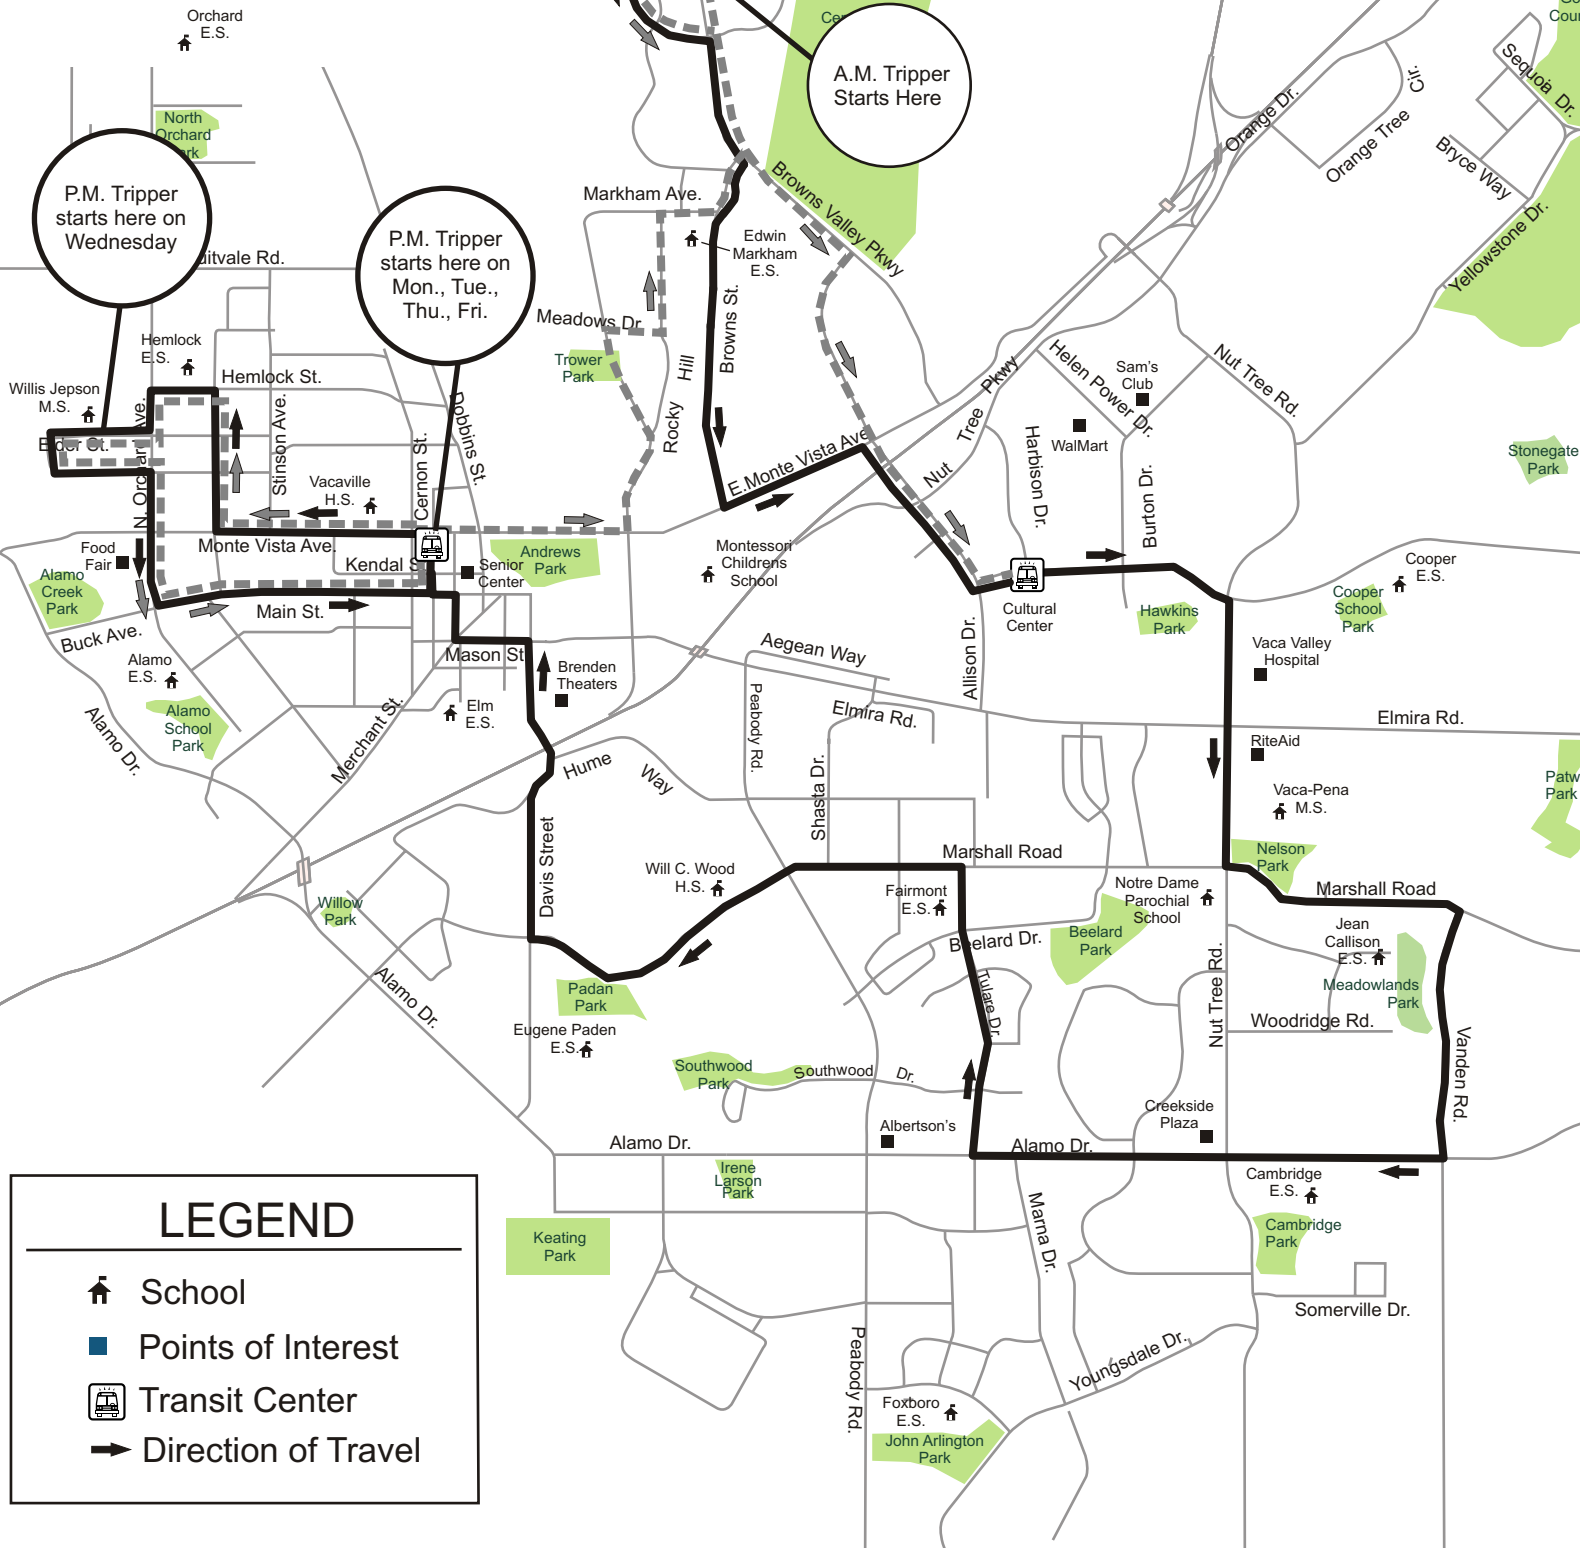 Orchard
E.S.
North
Orchard
A.M. Tripper
Starts Here
Sequoia Dr.
Orange Dr.
Orange Tree
Cir.
Bryce Way
Yellowstone Dr.
P.M. Tripper
starts here on
Wednesday
P.M. Tripper
starts here on
Mon., Tue.,
Thu., Fri.
Markham Ave.
Edwin
Markham
E.S.
Browns Valley Pkwy
Rd.
Hemlock
E.S.
Hemlock St.
Willis Jepson
M.S.
Elder St.
N. Orchard Ave.
Stinson Ave.
Vacaville
H.S.
Cernon St.
Dobbins St.
Meadows Dr.
Trower
Park
Rocky Hill
Browns St.
E.Monte Vista Ave.
Nut Tree Pkwy
Helen Power Dr.
Sam's
Club
WalMart
Harbison Dr.
Burton Dr.
Nut Tree Rd.
Stonegate
Park
Food
Fair
Monte Vista Ave.
Kendal S
Senior
Center
Andrews
Park
Montessori
Childrens
School
Alamo
Creek
Park
Main St.
Buck Ave.
Cultural
Center
Hawkins
Park
Cooper
School
Park
Cooper
E.S.
Alamo
E.S.
Alamo
School
Park
Alamo Dr.
Merchant St.
Mason St
Elm
E.S.
Brenden
Theaters
Aegean Way
Peabody Rd.
Elmira Rd.
Allison Dr.
Vaca Valley
Hospital
Elmira Rd.
RiteAid
Vaca-Pena
M.S.
Hume Way
Shasta Dr.
Davis Street
Will C. Wood
H.S.
Marshall Road
Fairmont
E.S.
Notre Dame
Parochial
School
Nelson
Park
Marshall Road
Patw
Park
Willow
Park
Alamo Dr.
Beelard Dr.
Beelard
Park
Tulare Dr.
Nut Tree Rd.
Jean
Callison
E.S.
Meadowlands
Park
Woodridge Rd.
Vanden Rd.
Padan
Park
Eugene Paden
E.S.
Southwood
Park
Southwood Dr.
Albertson's
Creekside
Plaza
Alamo Dr.
Alamo Dr.
Irene
Larson
Park
Keating
Park
Marna Dr.
Cambridge
E.S.
Cambridge
Park
Somerville Dr.
Youngsdale Dr.
Peabody Rd.
Foxboro
E.S.
John Arlington
Park
LEGEND
School
Points of Interest
Transit Center
Direction of Travel